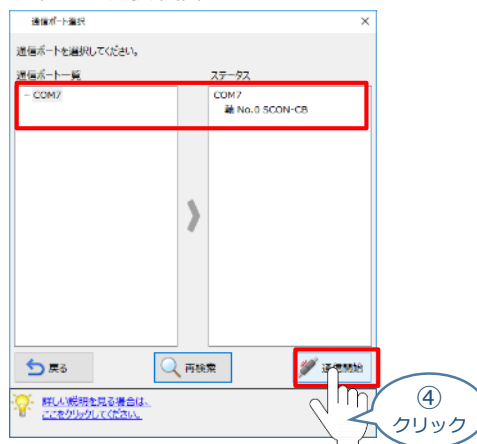 通信ポート選択
通信ポートを選択してください。
通信ポート一覧
ステータス
COM7
COM7
軸 No.0 SCON-CB
戻る
再検索
通信開始
詳しい説明を見る場合は、
ここをクリックしてください。
④
クリック